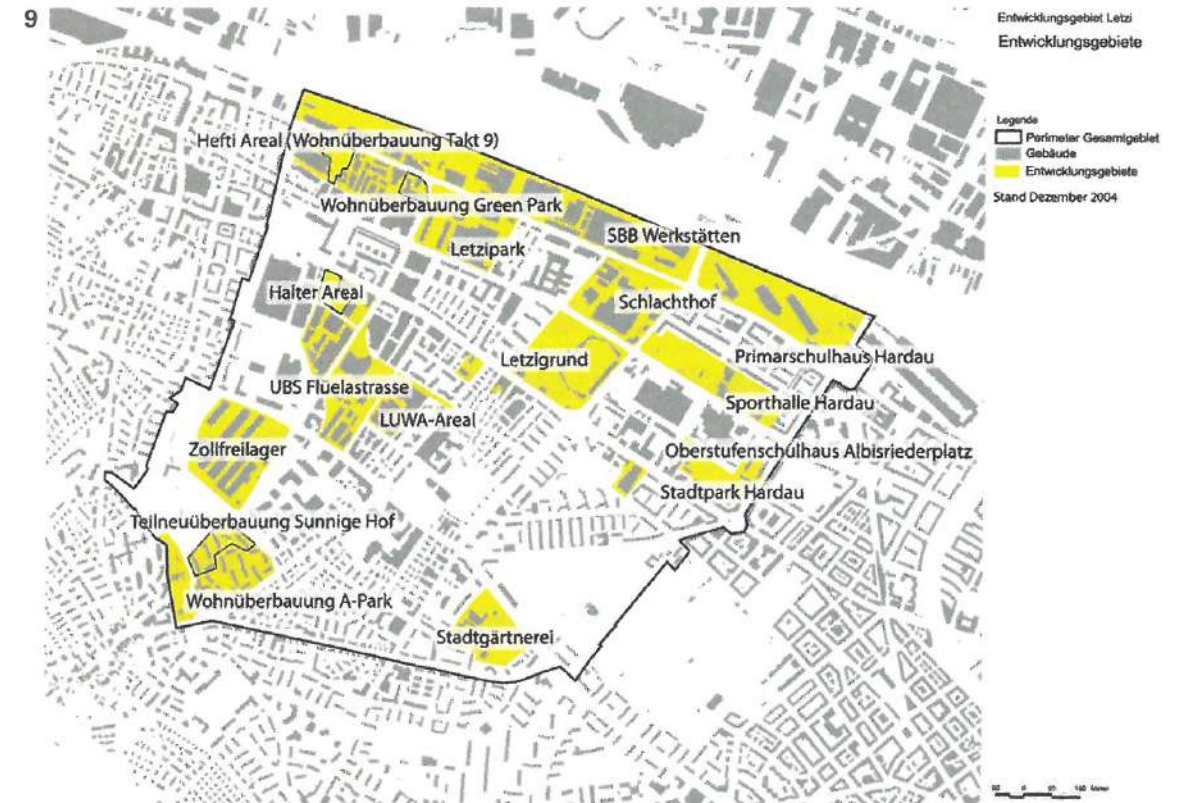 9
Entwicklungsgebiet Letzi
Entwicklungsgebiete
Legende
Perimeter Gesamtgebiet
Gebäude
Entwicklungsgebiete
Stand Dezember 2004
Hefti Areal (Wohnüberbauung Takt 9)
Wohnüberbauung Green Park
SBB Werkstätten
Letzipark
Halter Areal
Schlachthof
Letzigrund
Primarschulhaus Hardau
UBS Flüelastrasse
Sporthalle Hardau
LUWA-Areal
Zollfreilager
Oberstufenschulhaus Albisriederplatz
Stadtpark Hardau
Teilneuüberbauung Sunnige Hof
Wohnüberbauung A-Park
Stadtgärtnerei